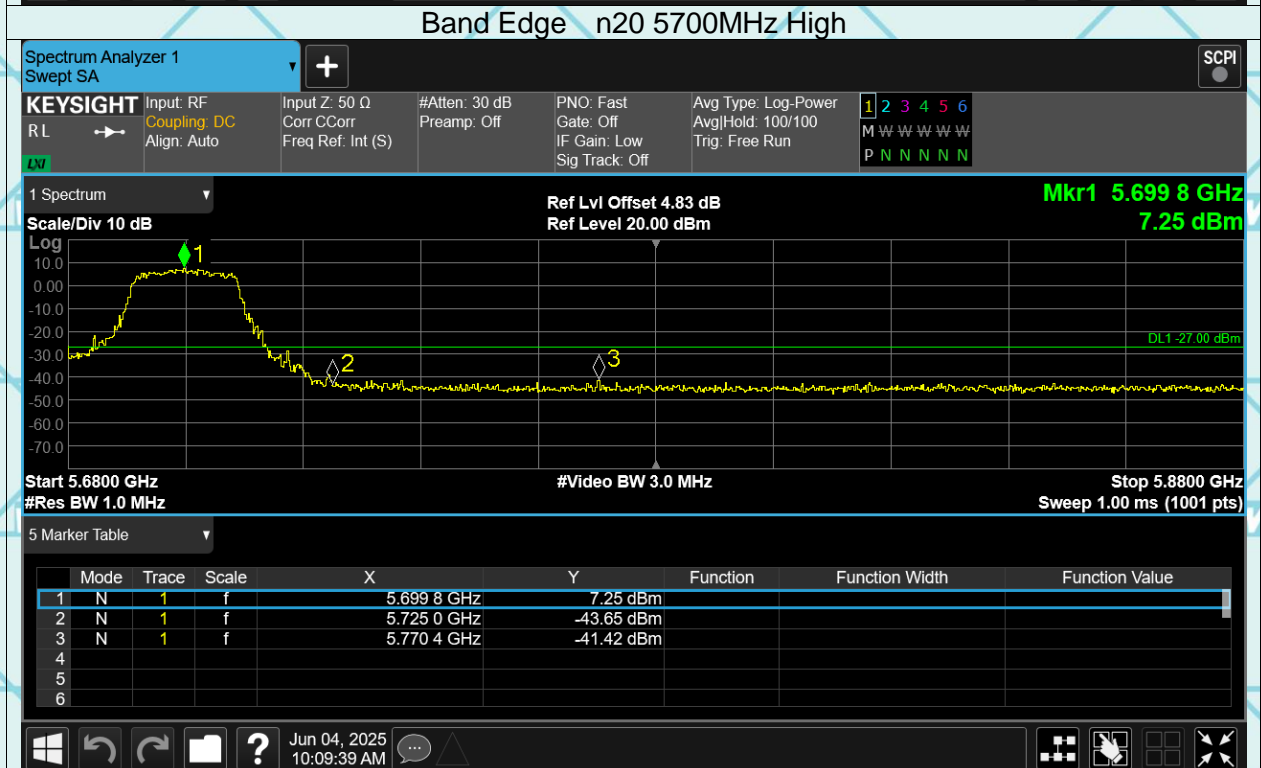 Band Edge n20 5700MHz High
Spectrum Analyzer 1
Swept SA
+
SCPI
KEYSIGHT
R L
LXI
Input: RF
Coupling: DC
Align: Auto
Input Z: 50 Ω
Corr CCorr
Freq Ref: Int (S)
#Atten: 30 dB
Preamp: Off
PNO: Fast
Gate: Off
IF Gain: Low
Sig Track: Off
Avg Type: Log-Power
Avg|Hold: 100/100
Trig: Free Run
1 2 3 4 5 6
M W W W W W
P N N N N N
1 Spectrum
Scale/Div 10 dB
Ref Lvl Offset 4.83 dB
Ref Level 20.00 dBm
Mkr1 5.699 8 GHz
7.25 dBm
Log
10.0
0.00
-10.0
-20.0
-30.0
-40.0
-50.0
-60.0
-70.0
1
2
3
DL1 -27.00 dBm
Start 5.6800 GHz
#Res BW 1.0 MHz
#Video BW 3.0 MHz
Stop 5.8800 GHz
Sweep 1.00 ms (1001 pts)
5 Marker Table
Mode Trace Scale X Y Function Function Width Function Value
1 N 1 f 5.699 8 GHz 7.25 dBm
2 N 1 f 5.725 0 GHz -43.65 dBm
3 N 1 f 5.770 4 GHz -41.42 dBm
4
5
6
?
Jun 04, 2025
10:09:39 AM